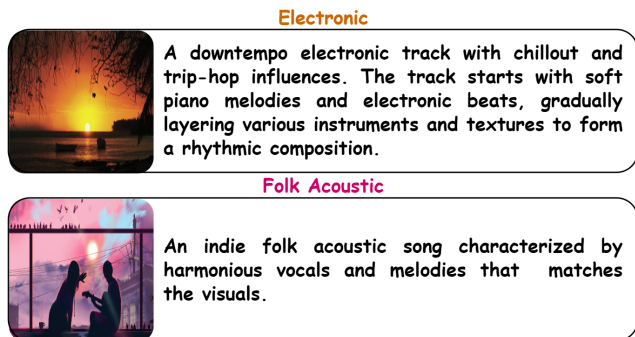 Electronic
A downtempo electronic track with chillout and
trip-hop influences. The track starts with soft
piano melodies and electronic beats, gradually
layering various instruments and textures to form
a rhythmic composition.
Folk Acoustic
An indie folk acoustic song characterized by
harmonious vocals and melodies that matches
the visuals.